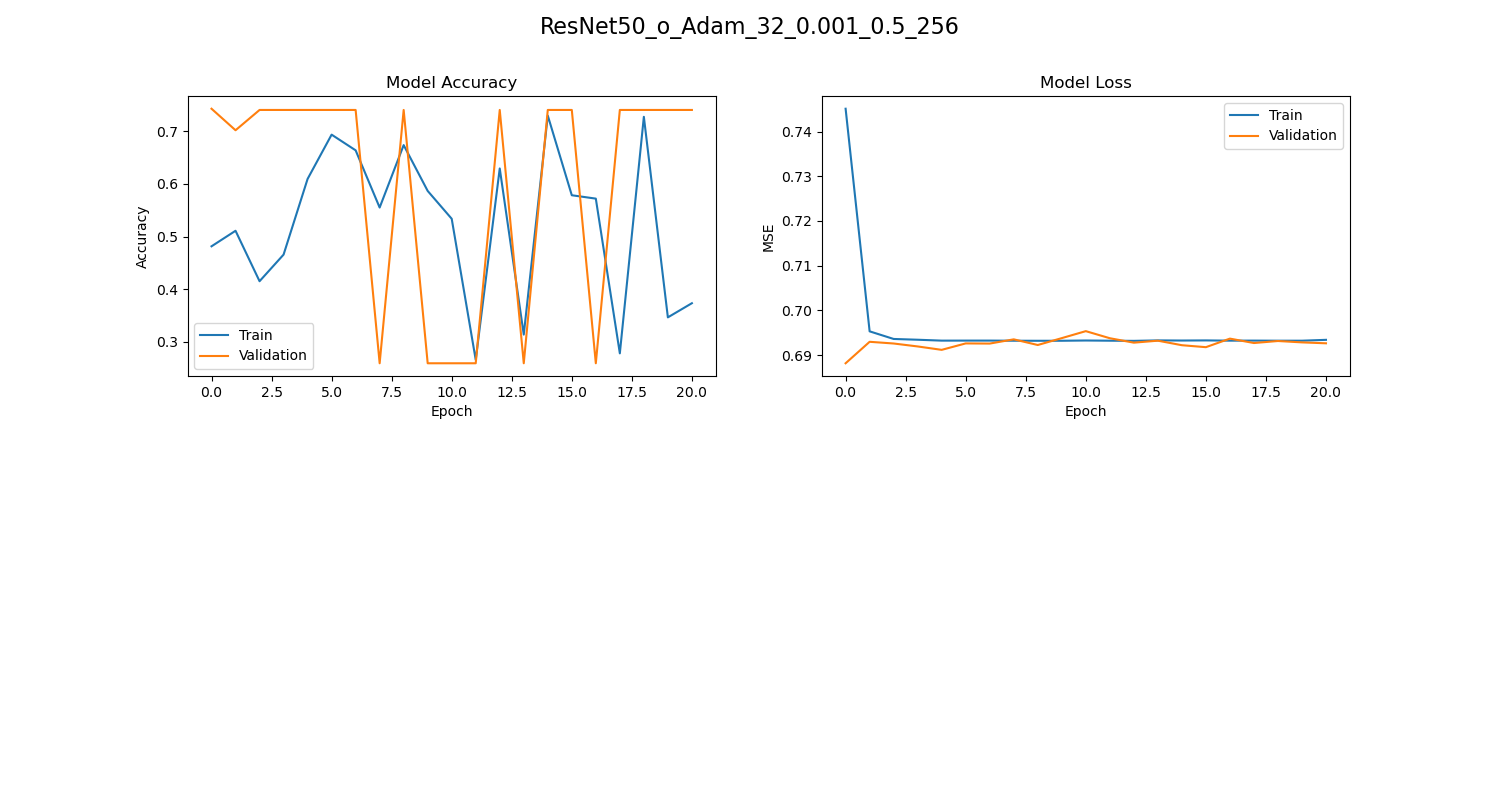 ResNet50_o_Adam_32_0.001_0.5_256
Model Accuracy
Accuracy
0.7
0.6
0.5
0.4
0.3
Train
Validation
0.0 2.5 5.0 7.5 10.0 12.5 15.0 17.5 20.0
Epoch
Model Loss
MSE
0.74
0.73
0.72
0.71
0.70
0.69
Train
Validation
0.0 2.5 5.0 7.5 10.0 12.5 15.0 17.5 20.0
Epoch